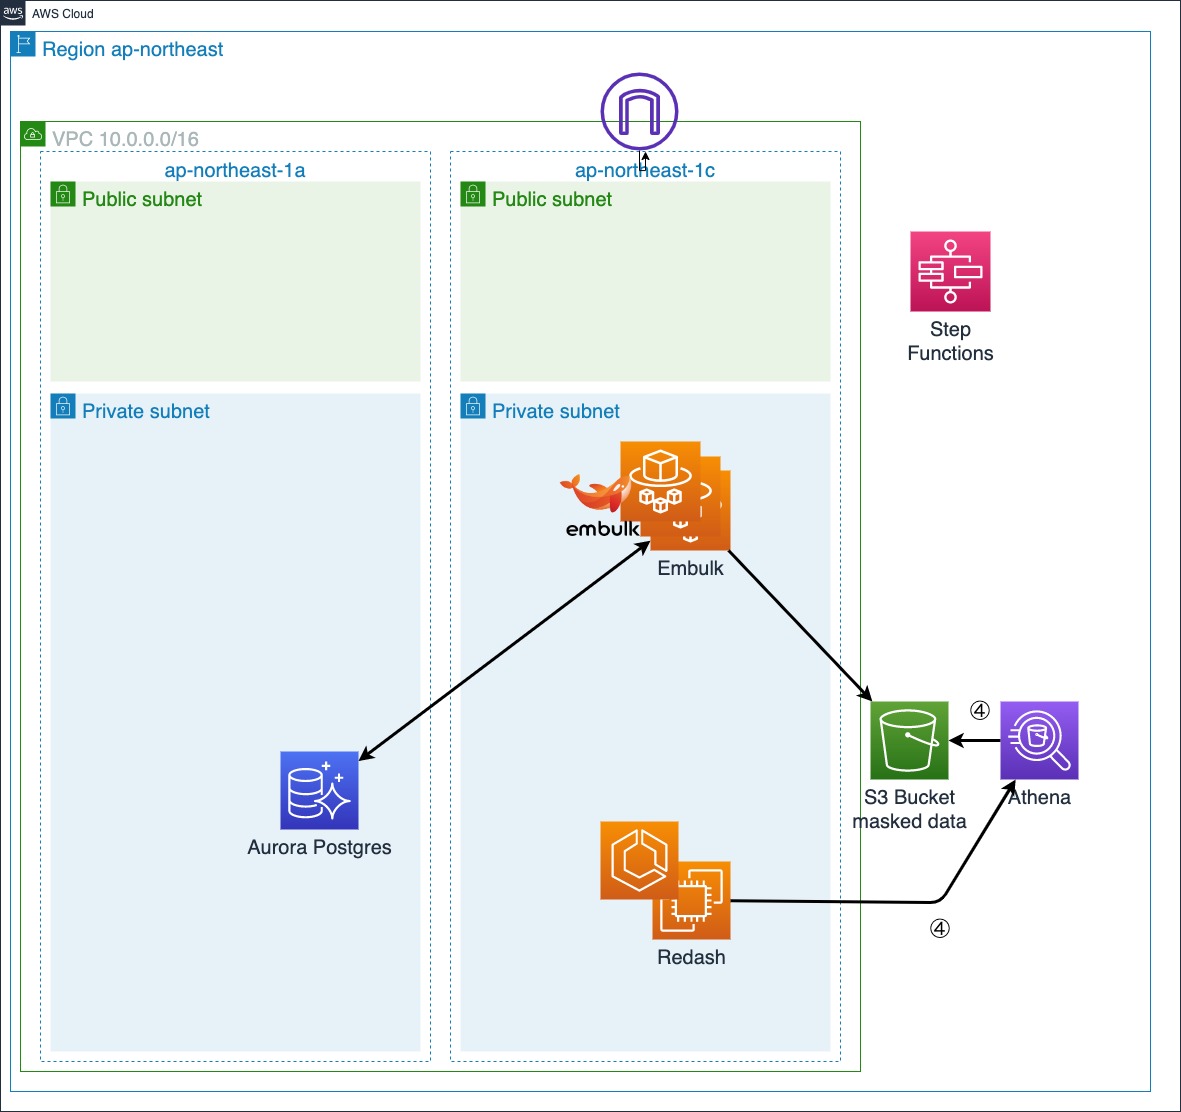 aws
AWS Cloud
Region ap-northeast
VPC 10.0.0.0/16
ap-northeast-1a
ap-northeast-1c
Public subnet
Public subnet
Step
Functions
Private subnet
Private subnet
embulk
Embulk
④
S3 Bucket
masked data
Athena
Aurora Postgres
④
Redash